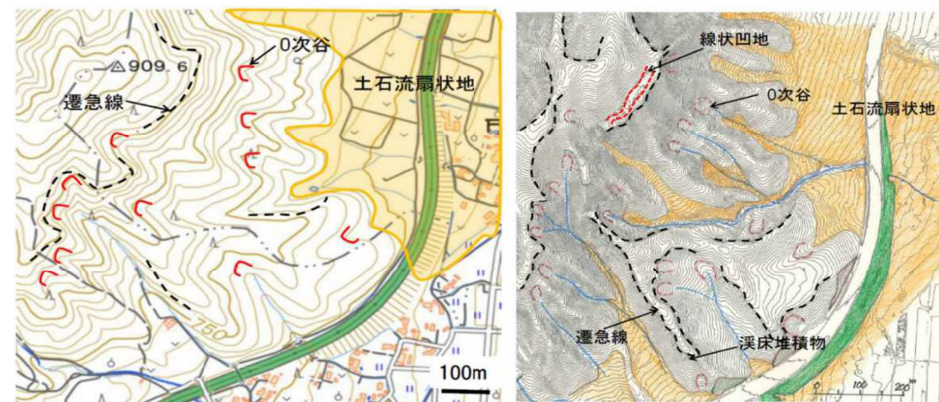 0次谷
909.6
遷急線
土石流扇状地
750
100m
線状凹地
0次谷
土石流扇状地
遷急線
渓床堆積物
0 100 200m